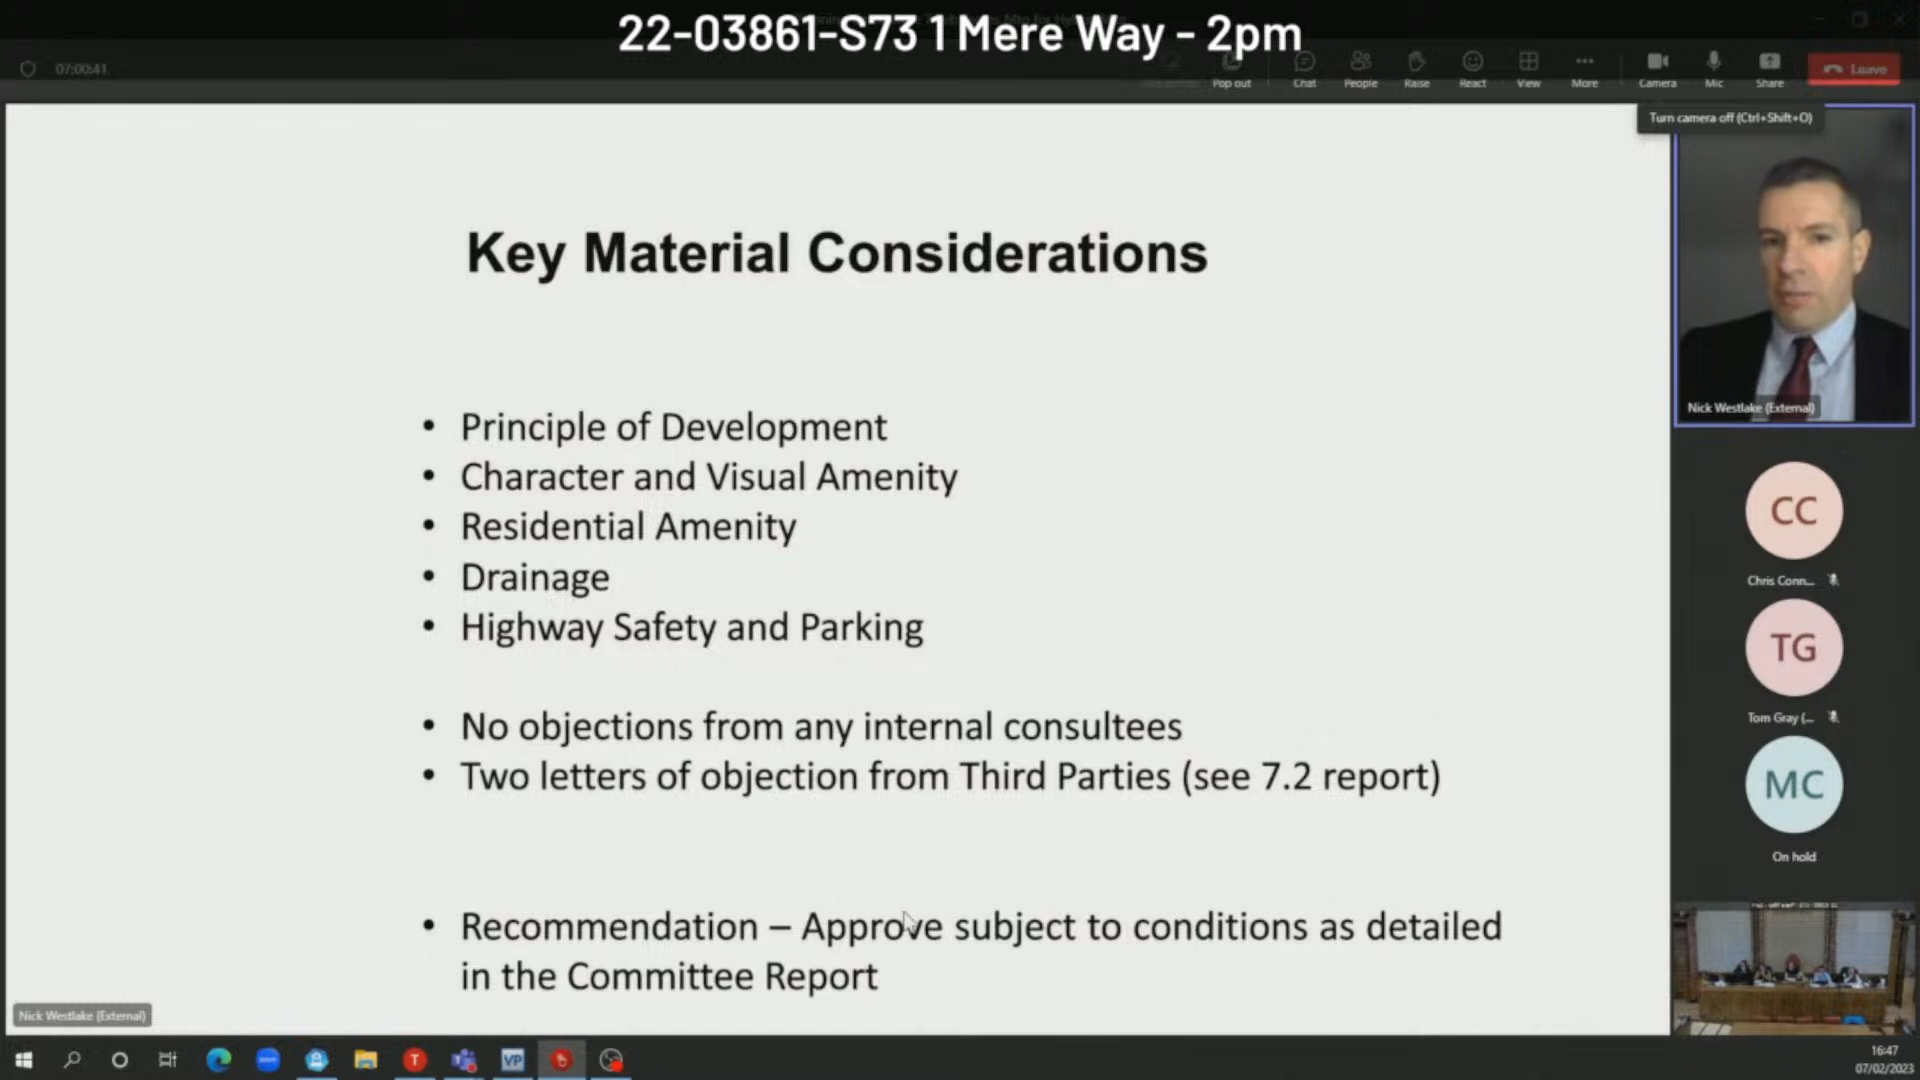 22-03861-S73 1 Mere Way - 2pm
07:00:41
Pop out
Chat
People
Raise
React
View
More
Camera
Mic
Share
Leave
Turn camera off (Ctrl+Shift+O)
Key Material Considerations
• Principle of Development
• Character and Visual Amenity
• Residential Amenity
• Drainage
• Highway Safety and Parking
• No objections from any internal consultees
• Two letters of objection from Third Parties (see 7.2 report)
• Recommendation – Approve subject to conditions as detailed
in the Committee Report
Nick Westlake (External)
Nick Westlake (External)
CC
Chris Conn...
TG
Tom Gray (...
MC
On hold
T
VP
16:47
07/02/2023